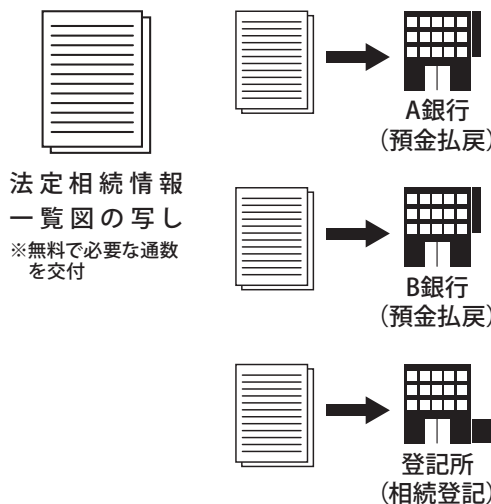 法定相続情報
一覧図の写し
※無料で必要な通数
を交付
A銀行
(預金払戻)
B銀行
(預金払戻)
登記所
(相続登記)